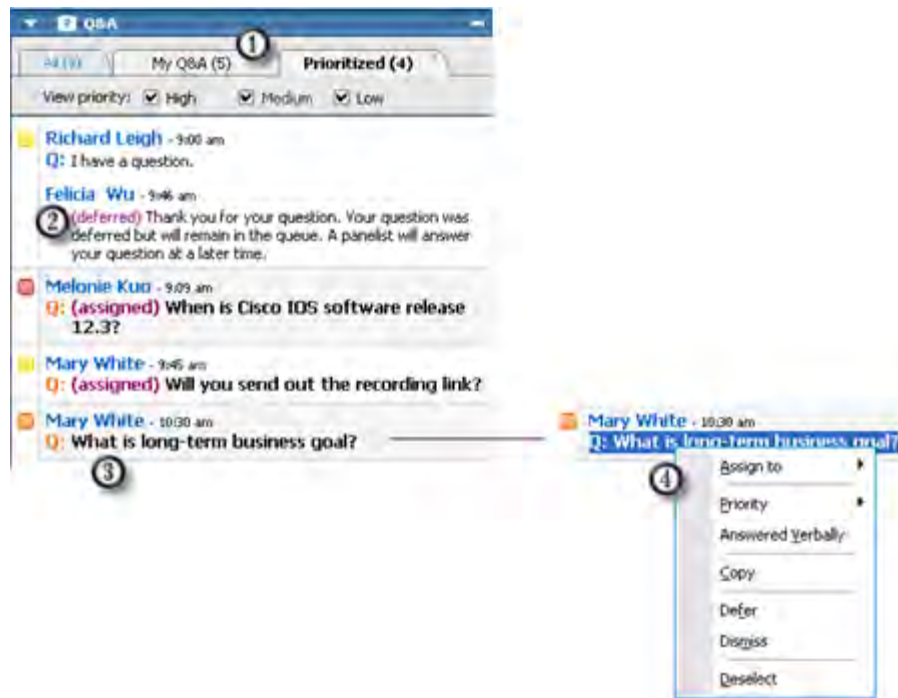 Q&A
1
All (9) My Q&A (5) Prioritized (4)
View priority: High Medium Low
Richard Leigh - 9:00 am
Q: I have a question.
Felicia Wu - 9:46 am
2 (deferred) Thank you for your question. Your question was
deferred but will remain in the queue. A panelist will answer
your question at a later time.
Melonie Kuo - 9:09 am
Q: (assigned) When is Cisco IOS software release
12.3?
Mary White - 9:45 am
Q: (assigned) Will you send out the recording link?
Mary White - 10:30 am
Q: What is long-term business goal?
3
Mary White - 10:30 am
Q: What is long-term business goal?
4
Assign to
Priority
Answered Verbally
Copy
Defer
Dismiss
Deselect